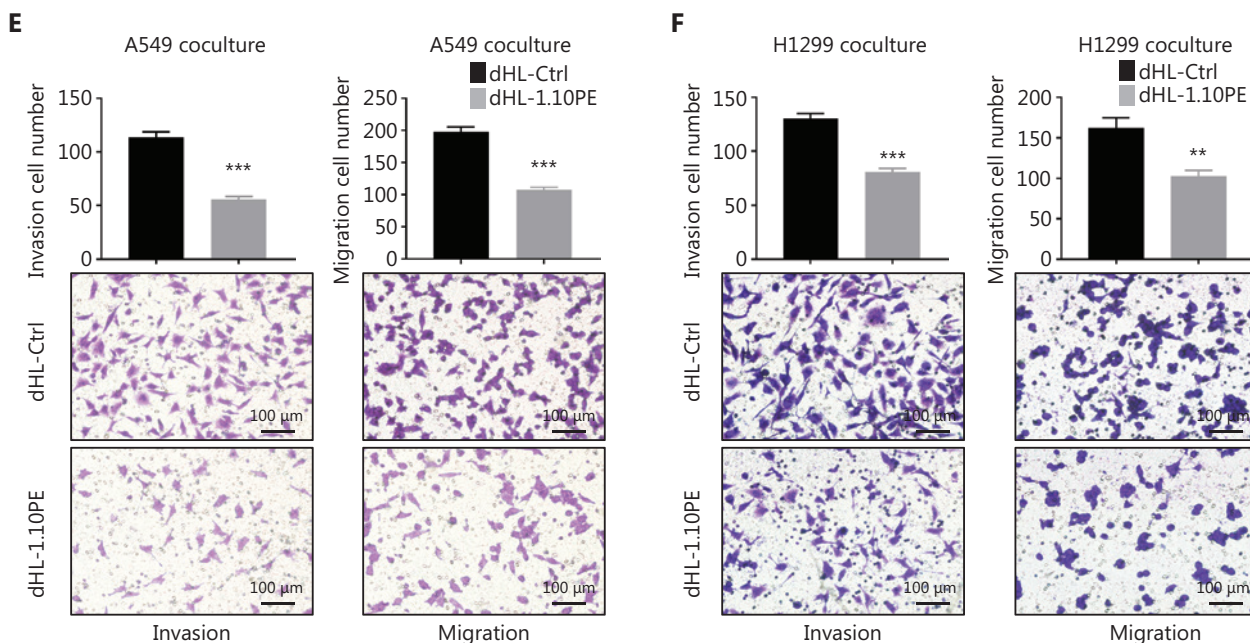 E
A549 coculture
Invasion cell number
150
100
50
0
***
A549 coculture
dHL-Ctrl
dHL-1.10PE
Migration cell number
250
200
150
100
50
0
***
dHL-Ctrl
100 µm
100 µm
dHL-1.10PE
100 µm
100 µm
Invasion
Migration
F
H1299 coculture
Invasion cell number
150
100
50
0
***
H1299 coculture
dHL-Ctrl
dHL-1.10PE
Migration cell number
200
150
100
50
0
**
dHL-Ctrl
100 µm
100 µm
dHL-1.10PE
100 µm
100 µm
Invasion
Migration